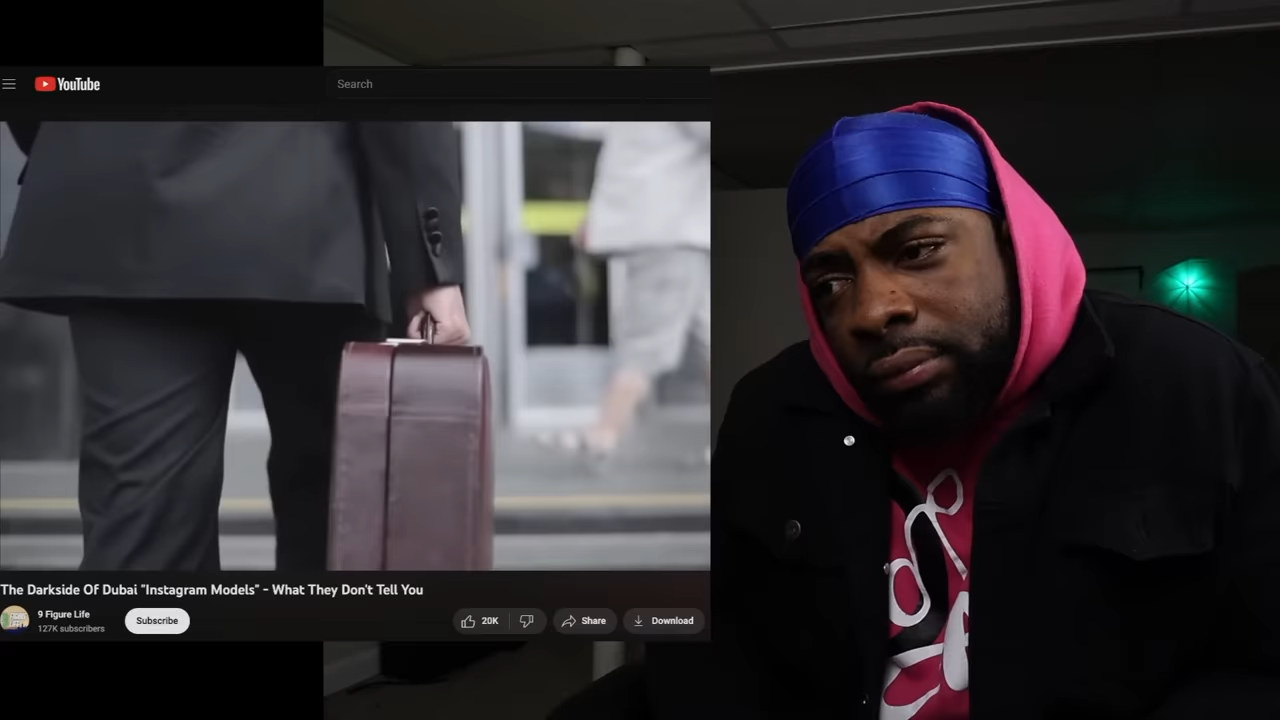 YouTube
Search
The Darkside Of Dubai "Instagram Models" - What They Don't Tell You
9 Figure Life
127K subscribers
Subscribe
20K
Share
Download